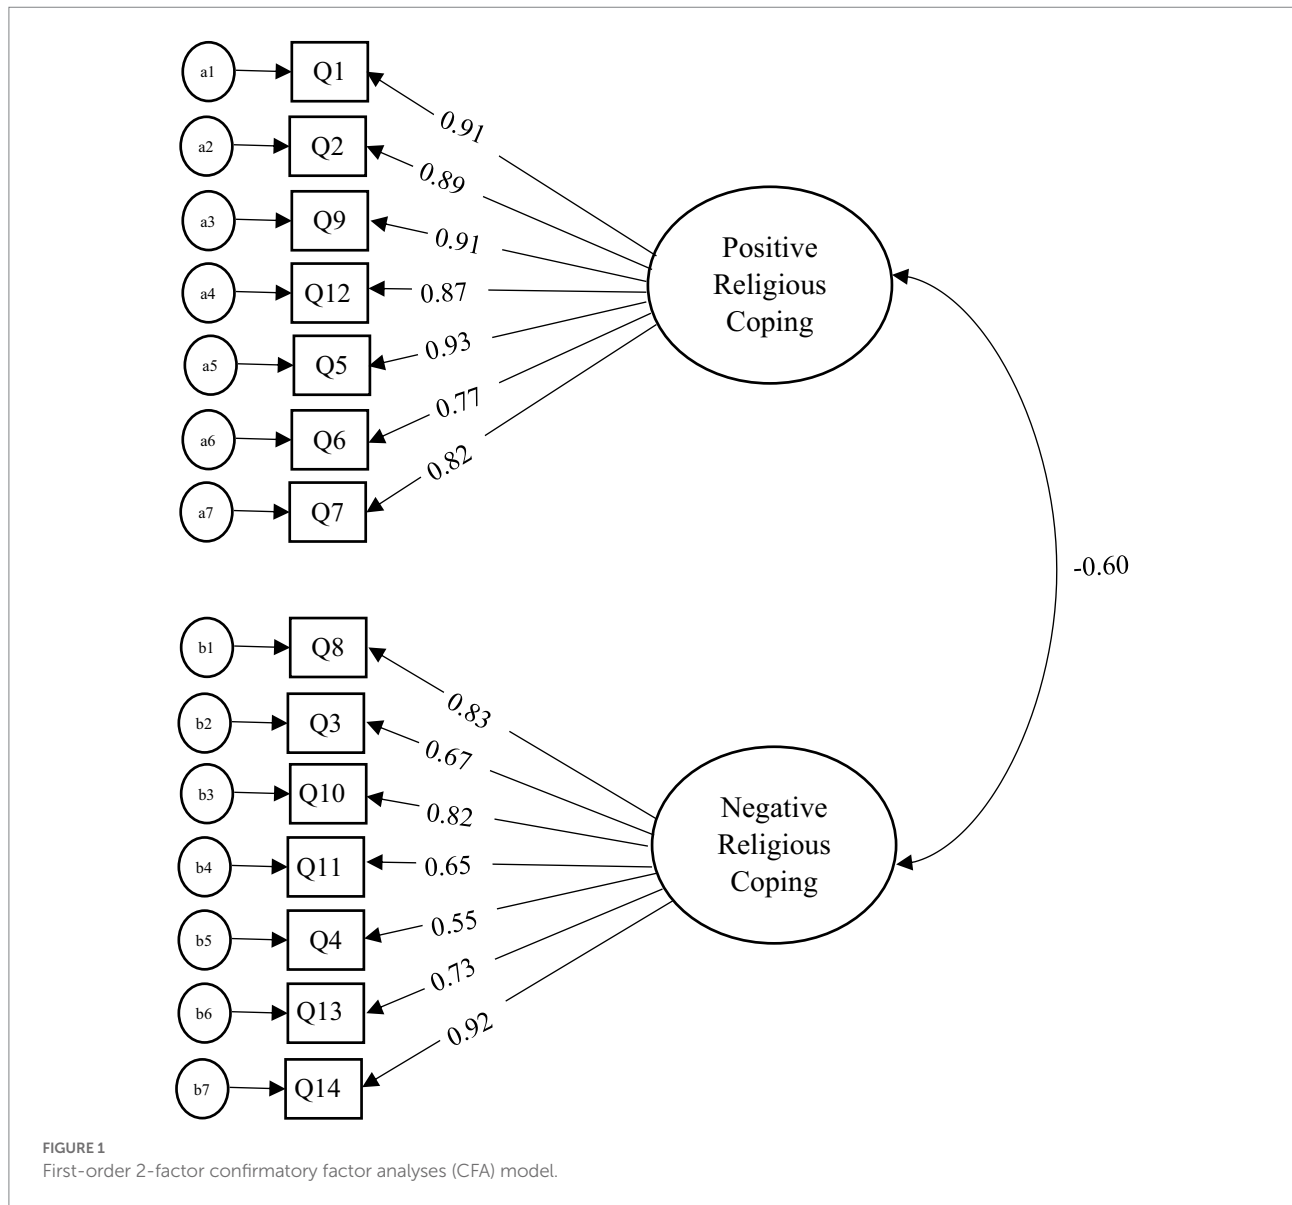 a1 Q1
0.91
a2 Q2
0.89
a3 Q9
0.91
a4 Q12
0.87
a5 Q5
0.93
a6 Q6
0.77
a7 Q7
0.82
Positive
Religious
Coping
-0.60
b1 Q8
0.83
b2 Q3
0.67
b3 Q10
0.82
b4 Q11
0.65
b5 Q4
0.55
b6 Q13
0.73
b7 Q14
0.92
Negative
Religious
Coping
FIGURE 1
First-order 2-factor confirmatory factor analyses (CFA) model.